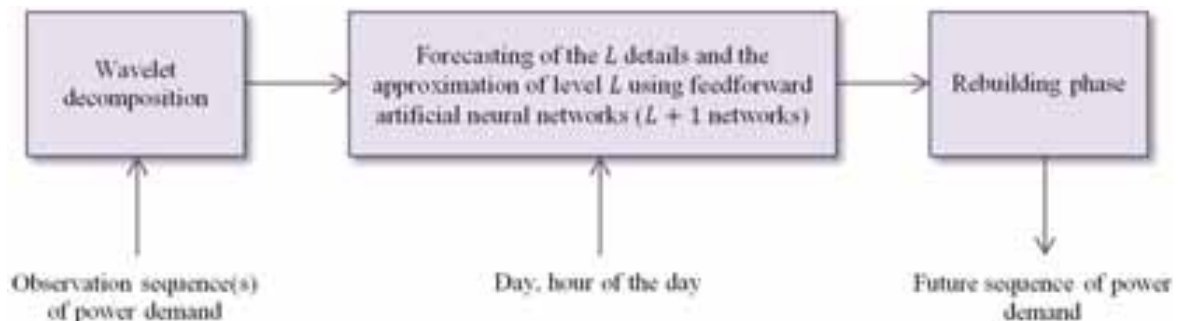 Wavelet
decomposition
Forecasting of the L details and the
approximation of level L using feedforward
artificial neural networks (L + 1 networks)
Rebuilding phase
Observation sequence(s)
of power demand
Day, hour of the day
Future sequence of power
demand